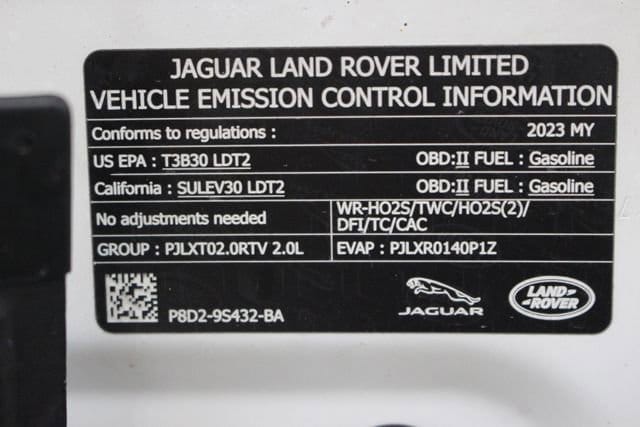 JAGUAR LAND ROVER LIMITED
VEHICLE EMISSION CONTROL INFORMATION
Conforms to regulations : 2023 MY
US EPA : T3B30 LDT2 OBD:II FUEL : Gasoline
California : SULEV30 LDT2 OBD:II FUEL : Gasoline
No adjustments needed
WR-HO2S/TWC/HO2S(2)/
DFI/TC/CAC
GROUP : PJLXT02.0RTV 2.0L EVAP : PJLXR0140P1Z
P8D2-9S432-BA
JAGUAR
LAND-
-ROVER